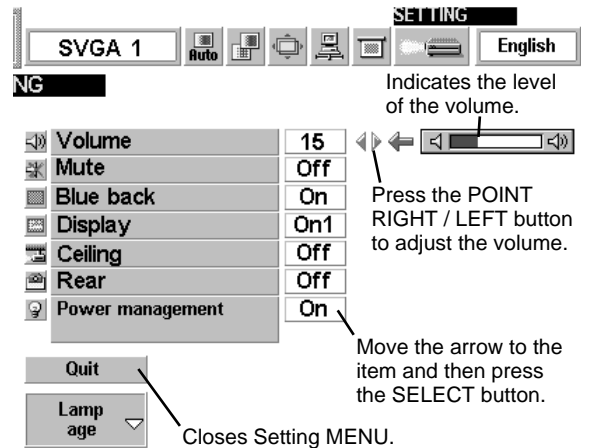 SETTING
SVGA 1
Auto
English
NG
Indicates the level
of the volume.
Volume 15
Mute Off
Blue back On
Display On1
Ceiling Off
Rear Off
Power management On
Press the POINT
RIGHT / LEFT button
to adjust the volume.
Move the arrow to the
item and then press
the SELECT button.
Quit
Lamp
age
Closes Setting MENU.